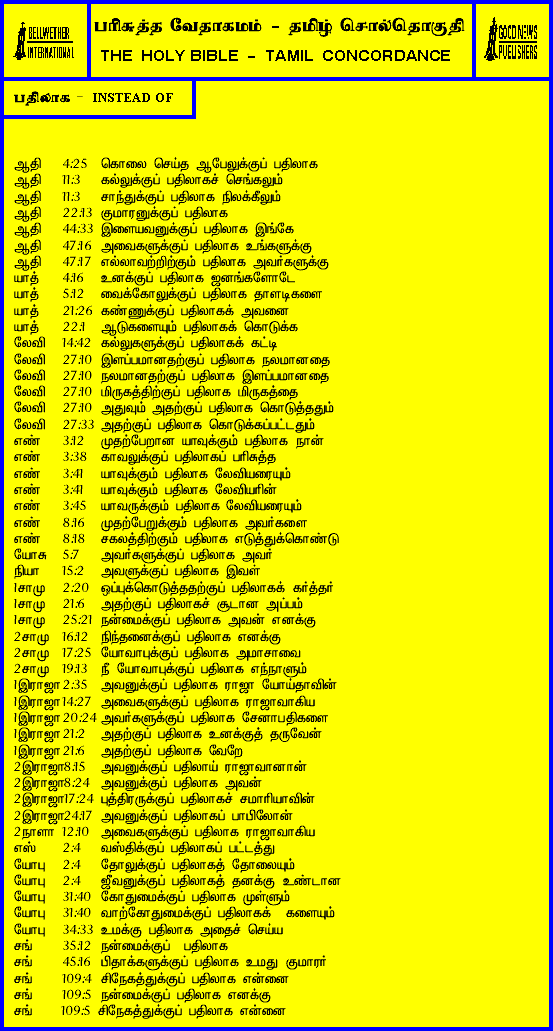 BELLWETHER INTERNATIONAL
பரிசுத்த வேதாகமம் - தமிழ் சொல்தொகுதி
THE HOLY BIBLE - TAMIL CONCORDANCE
GOOD NEWS PUBLISHERS
பதிலாக - INSTEAD OF
ஆதி 4:25 கொலை செய்த ஆபேலுக்குப் பதிலாக
ஆதி 11:3 கல்லுக்குப் பதிலாகச் செங்கலும்
ஆதி 11:3 சாந்துக்குப் பதிலாக நிலக்கீலும்
ஆதி 22:13 குமாரனுக்குப் பதிலாக
ஆதி 44:33 இளையவனுக்குப் பதிலாக இங்கே
ஆதி 47:16 அவைகளுக்குப் பதிலாக உங்களுக்கு
ஆதி 47:17 எல்லாவற்றிற்கும் பதிலாக அவர்களுக்கு
யாத் 4:16 உனக்குப் பதிலாக ஜனங்களோடே
யாத் 5:12 வைக்கோலுக்குப் பதிலாக தாளடிகளை
யாத் 21:26 கண்ணுக்குப் பதிலாகக் அவனை
யாத் 22:1 ஆடுகளையும் பதிலாகக் கொடுக்க
லேவி 14:42 கல்லுகளுக்குப் பதிலாகக் கட்டி
லேவி 27:10 இளப்பமானதற்குப் பதிலாக நலமானதை
லேவி 27:10 நலமானதற்குப் பதிலாக இளப்பமானதை
லேவி 27:10 மிருகத்திற்குப் பதிலாக மிருகத்தை
லேவி 27:10 அதுவும் அதற்குப் பதிலாக கொடுத்ததும்
லேவி 27:33 அதற்குப் பதிலாக கொடுக்கப்பட்டதும்
எண் 3:12 முதற்பேறான யாவுக்கும் பதிலாக நான்
எண் 3:38 காவலுக்குப் பதிலாகப் பரிசுத்த
எண் 3:41 யாவுக்கும் பதிலாக லேவியரையும்
எண் 3:41 யாவுக்கும் பதிலாக லேவியரின்
எண் 3:45 யாவருக்கும் பதிலாக லேவியரையும்
எண் 8:16 முதற்பேறுக்கும் பதிலாக அவர்களை
எண் 8:18 சகலத்திற்கும் பதிலாக எடுத்துக்கொண்டு
யோசு 5:7 அவர்களுக்குப் பதிலாக அவர்
நியா 15:2 அவளுக்குப் பதிலாக இவள்
1சாமு 2:20 ஒப்புக்கொடுத்ததற்குப் பதிலாகக் கர்த்தர்
1சாமு 21:6 அதற்குப் பதிலாகச் சூடான அப்பம்
1சாமு 25:21 நன்மைக்குப் பதிலாக அவன் எனக்கு
2சாமு 16:12 நிந்தனைக்குப் பதிலாக எனக்கு
2சாமு 17:25 யோவாபுக்குப் பதிலாக அமாசாவை
2சாமு 19:13 நீ யோவாபுக்குப் பதிலாக எந்நாளும்
1இராஜா 2:35 அவனுக்குப் பதிலாக ராஜா யோய்தாவின்
1இராஜா 14:27 அவைகளுக்குப் பதிலாக ராஜாவாகிய
1இராஜா 20:24 அவர்களுக்குப் பதிலாக சேனாபதிகளை
1இராஜா 21:2 அதற்குப் பதிலாக உனக்குத் தருவேன்
1இராஜா 21:6 அதற்குப் பதிலாக வேறே
2இராஜா 8:15 அவனுக்குப் பதிலாய் ராஜாவானான்
2இராஜா 8:24 அவனுக்குப் பதிலாக அவன்
2இராஜா 17:24 புத்திரருக்குப் பதிலாகச் சமாரியாவின்
2இராஜா 24:17 அவனுக்குப் பதிலாகப் பாபிலோன்
2நாளா 12:10 அவைகளுக்குப் பதிலாக ராஜாவாகிய
எஸ் 2:4 வஸ்திக்குப் பதிலாகப் பட்டத்து
யோபு 2:4 தோலுக்குப் பதிலாகத் தோலையும்
யோபு 2:4 ஜீவனுக்குப் பதிலாகத் தனக்கு உண்டான
யோபு 31:40 கோதுமைக்குப் பதிலாக முள்ளும்
யோபு 31:40 வாற்கோதுமைக்குப் பதிலாகக் களையும்
யோபு 34:33 உமக்கு பதிலாக அதைச் செய்ய
சங் 35:12 நன்மைக்குப் பதிலாக
சங் 45:16 பிதாக்களுக்குப் பதிலாக உமது குமாரர்
சங் 109:4 சிநேகத்துக்குப் பதிலாக என்னை
சங் 109:5 நன்மைக்குப் பதிலாக எனக்கு
சங் 109:5 சிநேகத்துக்குப் பதிலாக என்னை